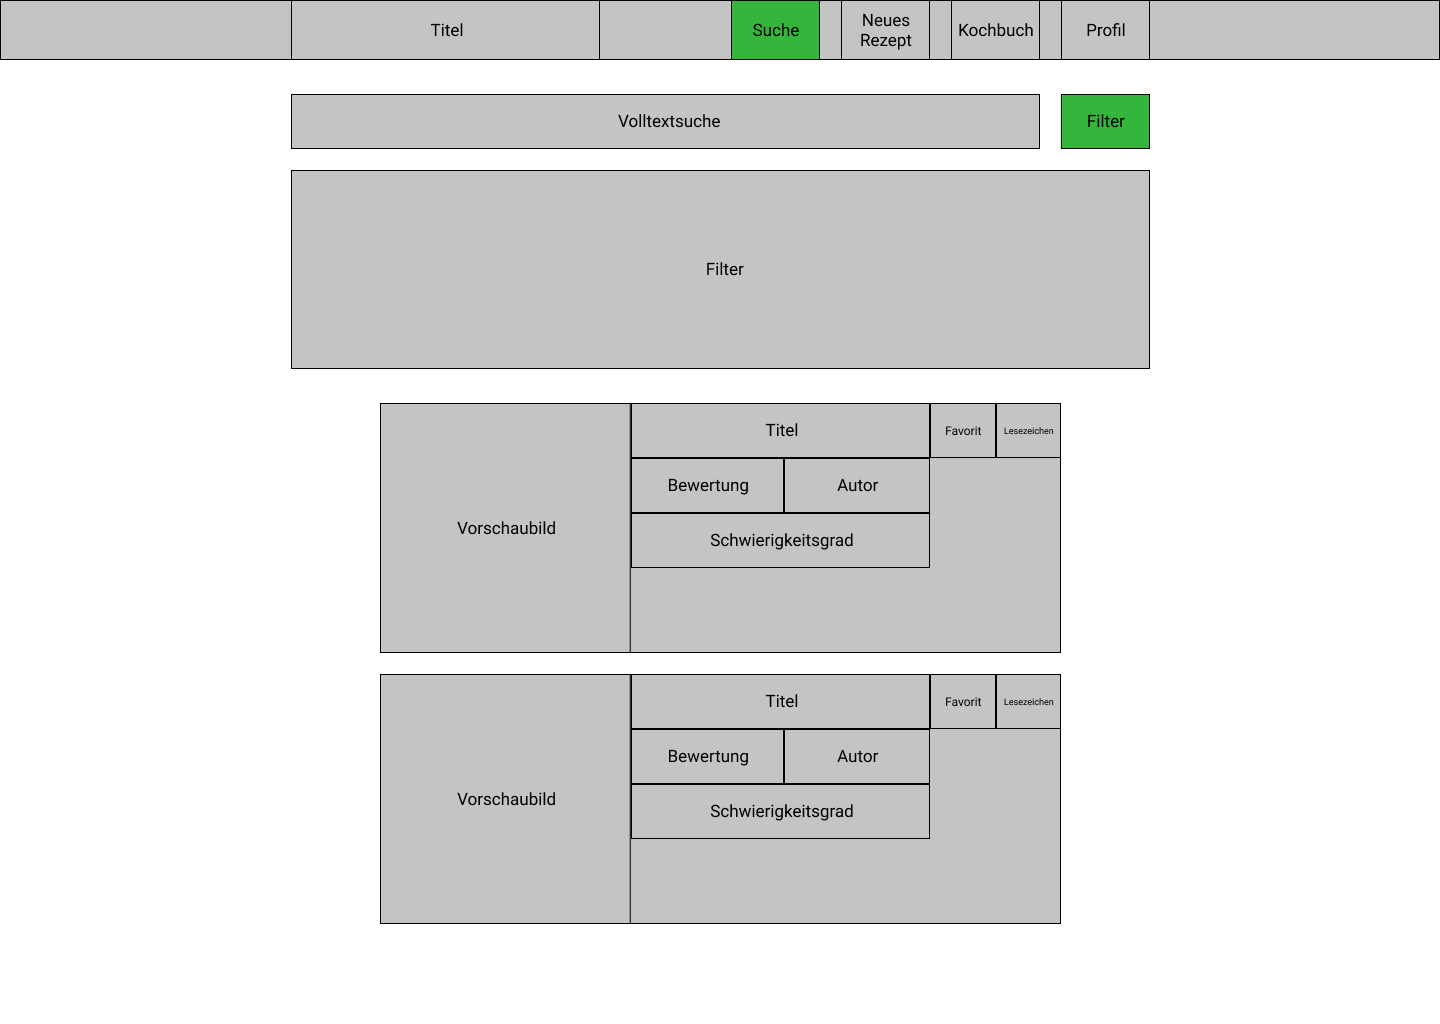 Titel
Suche
Neues
Rezept
Kochbuch
Profil
Volltextsuche
Filter
Filter
Vorschaubild
Titel
Favorit
Lesezeichen
Bewertung
Autor
Schwierigkeitsgrad
Vorschaubild
Titel
Favorit
Lesezeichen
Bewertung
Autor
Schwierigkeitsgrad